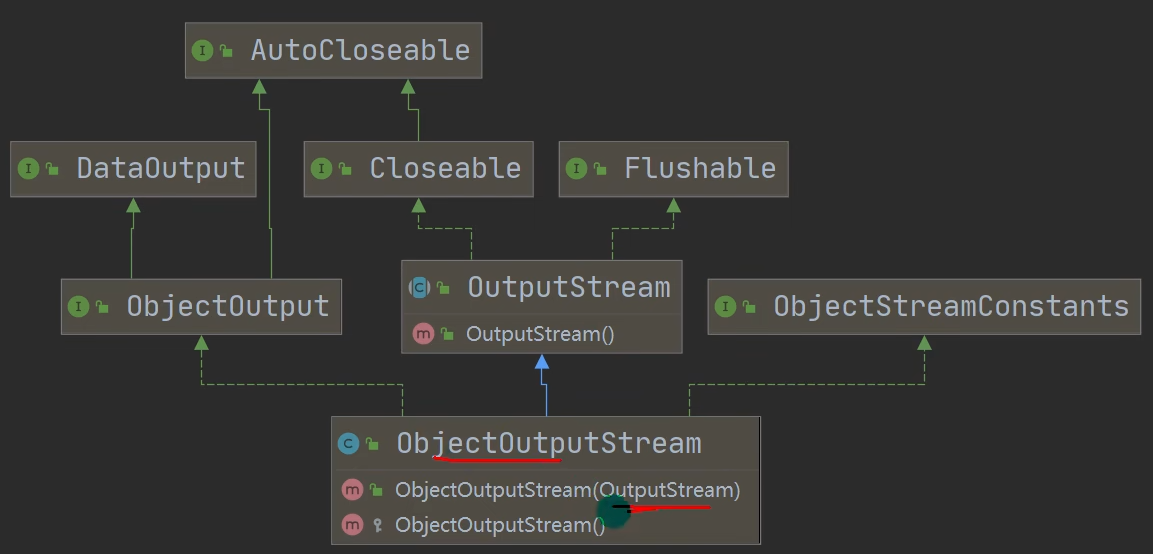 AutoCloseable
DataOutput
Closeable
Flushable
ObjectOutput
OutputStream
OutputStream()
ObjectStreamConstants
ObjectOutputStream
ObjectOutputStream(OutputStream)
ObjectOutputStream()